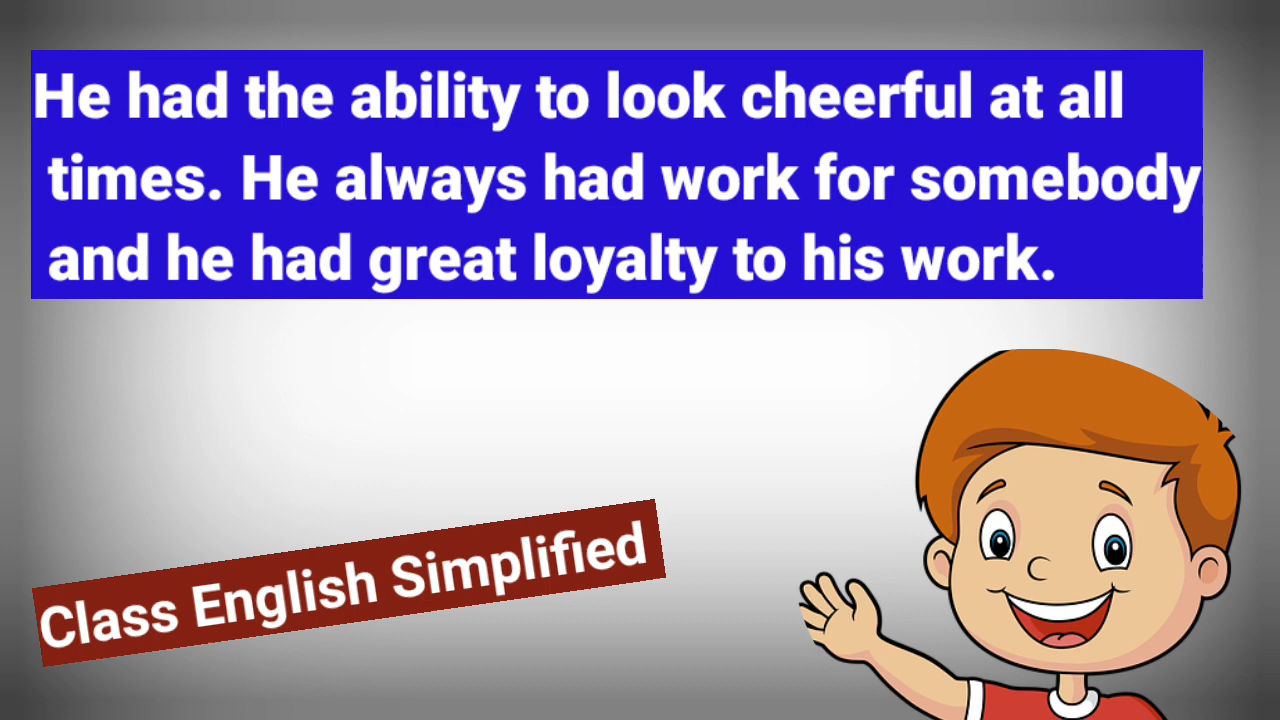 He had the ability to look cheerful at all
times. He always had work for somebody
and he had great loyalty to his work.
Class English Simplified